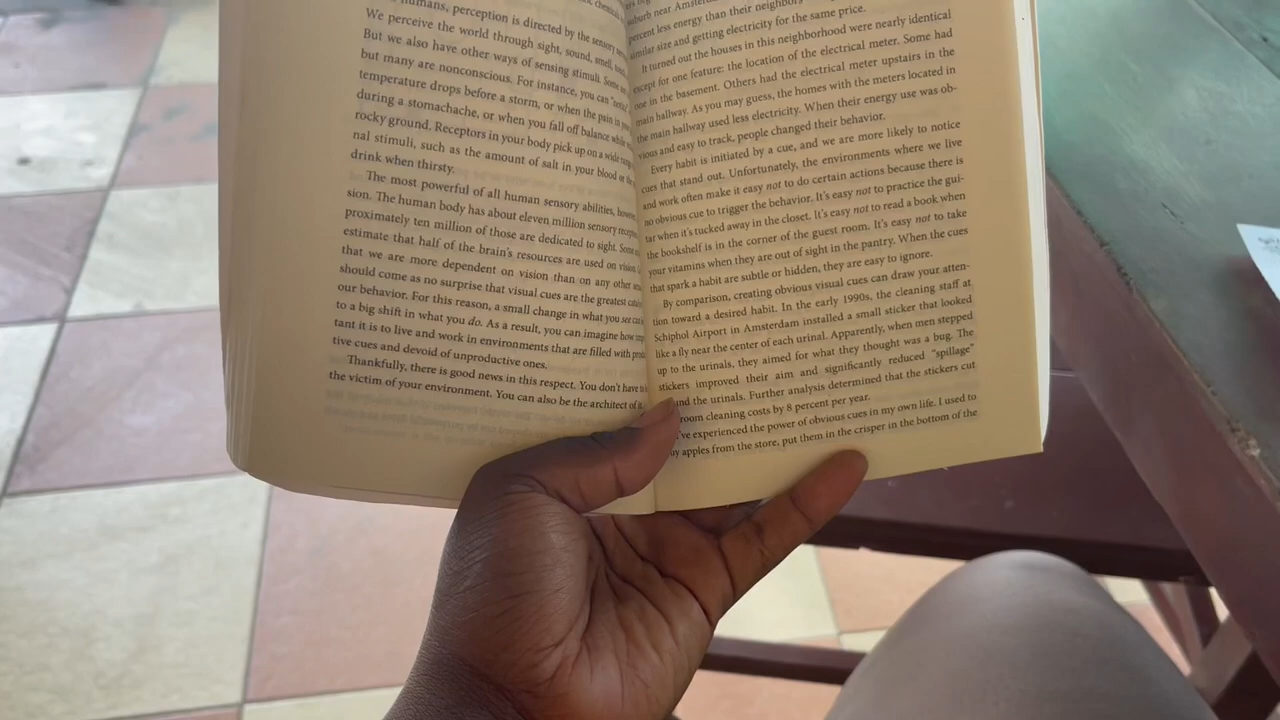 humans, perception is directed by the sensory
We perceive the world through sight, sound, smell,
But we also have other ways of sensing stimuli. Some
but many are nonconscious. For instance, you can “notice”
temperature drops before a storm, or when the pain in
during a stomachache, or when you fall off balance while
rocky ground. Receptors in your body pick up on a wide
nal stimuli, such as the amount of salt in your blood or the
drink when thirsty.
The most powerful of all human sensory abilities,
sion. The human body has about eleven million sensory
proximately ten million of those are dedicated to sight. Some
estimate that half of the brain’s resources are used on vision.
that we are more dependent on vision than on any other
should come as no surprise that visual cues are the greatest
our behavior. For this reason, a small change in what you see can
to a big shift in what you do. As a result, you can imagine how
tant it is to live and work in environments that are filled with
tive cues and devoid of unproductive ones.
Thankfully, there is good news in this respect. You don’t have to
the victim of your environment. You can also be the architect of it.
suburb near Amsterdam
percent less energy than their neighbors
similar size and getting electricity for the same price.
It turned out the houses in this neighborhood were nearly identical
except for one feature: the location of the electrical meter. Some had
one in the basement. Others had the electrical meter upstairs in the
main hallway. As you may guess, the homes with the meters located in
the main hallway used less electricity. When their energy use was ob-
vious and easy to track, people changed their behavior.
Every habit is initiated by a cue, and we are more likely to notice
cues that stand out. Unfortunately, the environments where we live
and work often make it easy not to do certain actions because there is
no obvious cue to trigger the behavior. It’s easy not to practice the gui-
tar when it’s tucked away in the closet. It’s easy not to read a book when
the bookshelf is in the corner of the guest room. It’s easy not to take
your vitamins when they are out of sight in the pantry. When the cues
that spark a habit are subtle or hidden, they are easy to ignore.
By comparison, creating obvious visual cues can draw your atten-
tion toward a desired habit. In the early 1990s, the cleaning staff at
Schiphol Airport in Amsterdam installed a small sticker that looked
like a fly near the center of each urinal. Apparently, when men stepped
up to the urinals, they aimed for what they thought was a bug. The
stickers improved their aim and significantly reduced “spillage”
und the urinals. Further analysis determined that the stickers cut
room cleaning costs by 8 percent per year.
I’ve experienced the power of obvious cues in my own life. I used to
uy apples from the store, put them in the crisper in the bottom of the